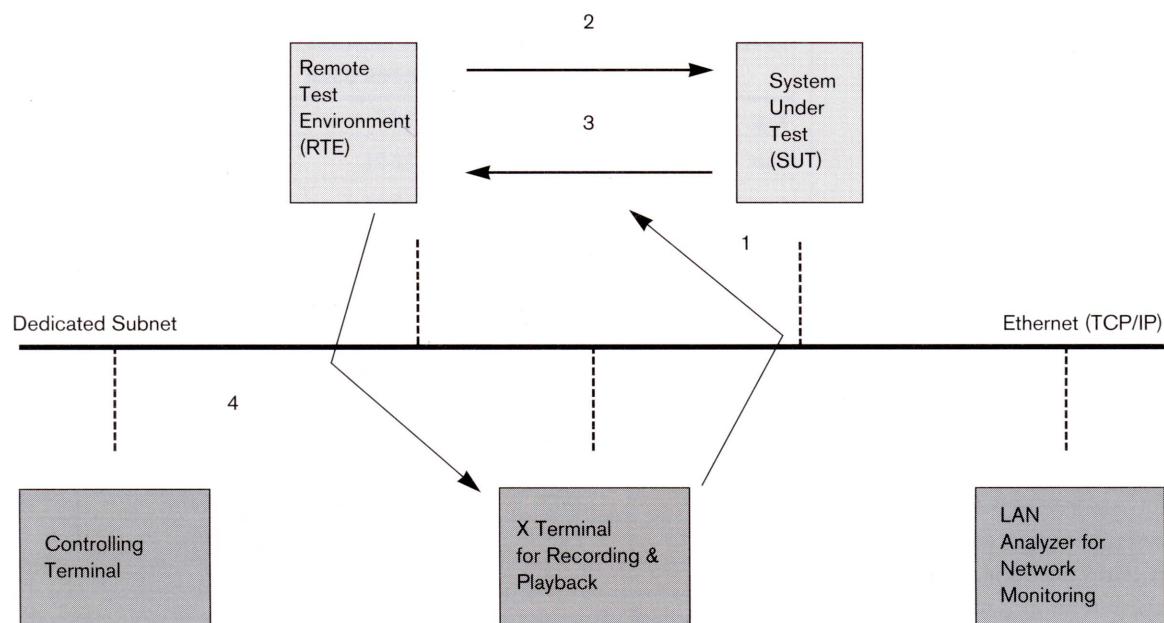 2
Remote
Test
Environment
(RTE)
System
Under
Test
(SUT)
3
1
Dedicated Subnet
Ethernet (TCP/IP)
4
Controlling
Terminal
X Terminal
for Recording &
Playback
LAN
Analyzer for
Network
Monitoring